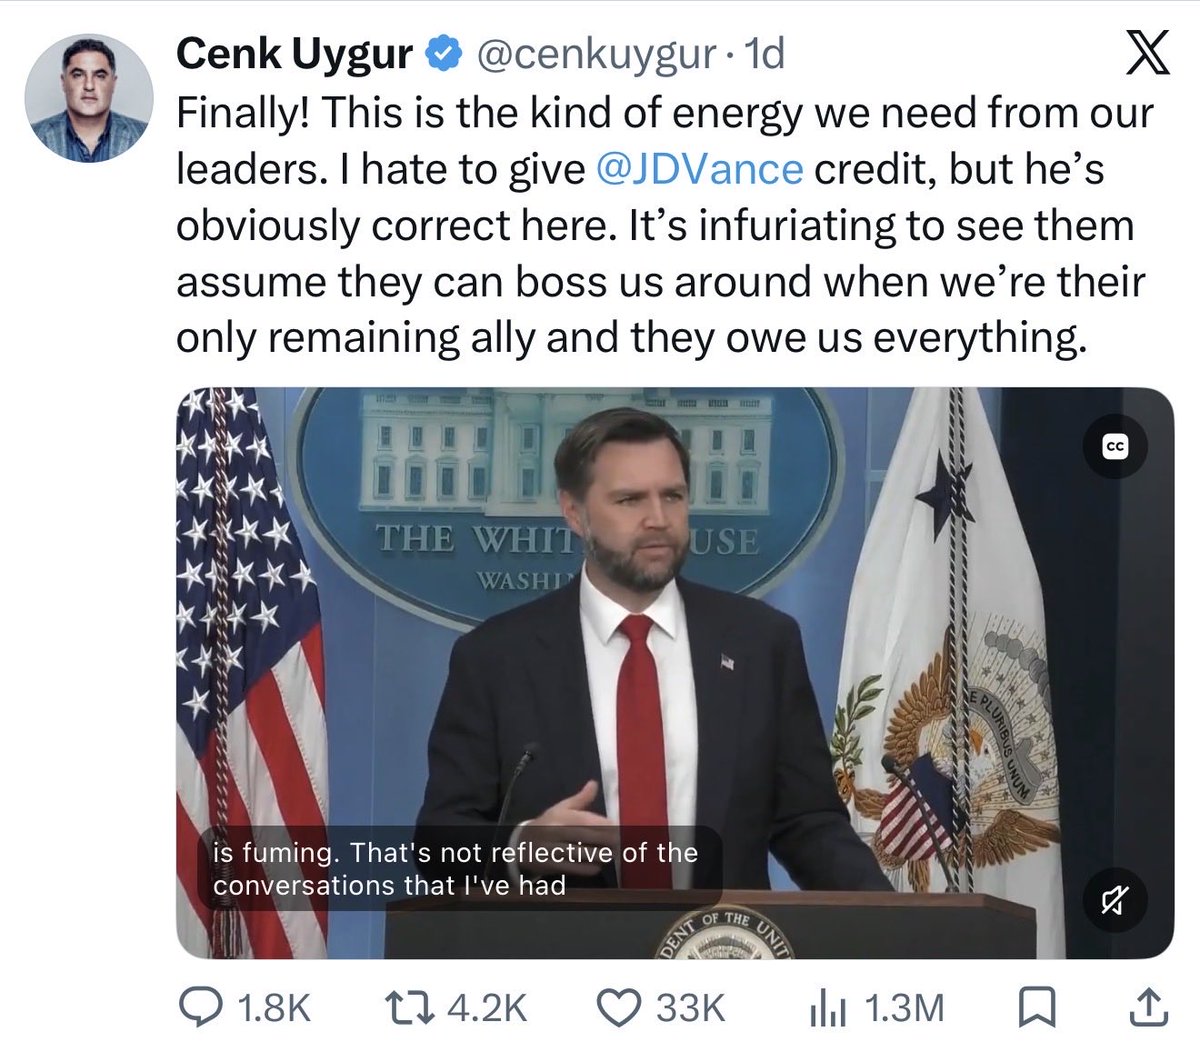 Cenk Uygur @cenkuygur · 1d
Finally! This is the kind of energy we need from our
leaders. I hate to give @JDVance credit, but he’s
obviously correct here. It’s infuriating to see them
assume they can boss us around when we’re their
only remaining ally and they owe us everything.
CC
THE WHIT USE
WASHI
E PLURIBUS UNUM
is fuming. That's not reflective of the
conversations that I've had
DENT OF THE UNIT
1.8K 4.2K 33K 1.3M